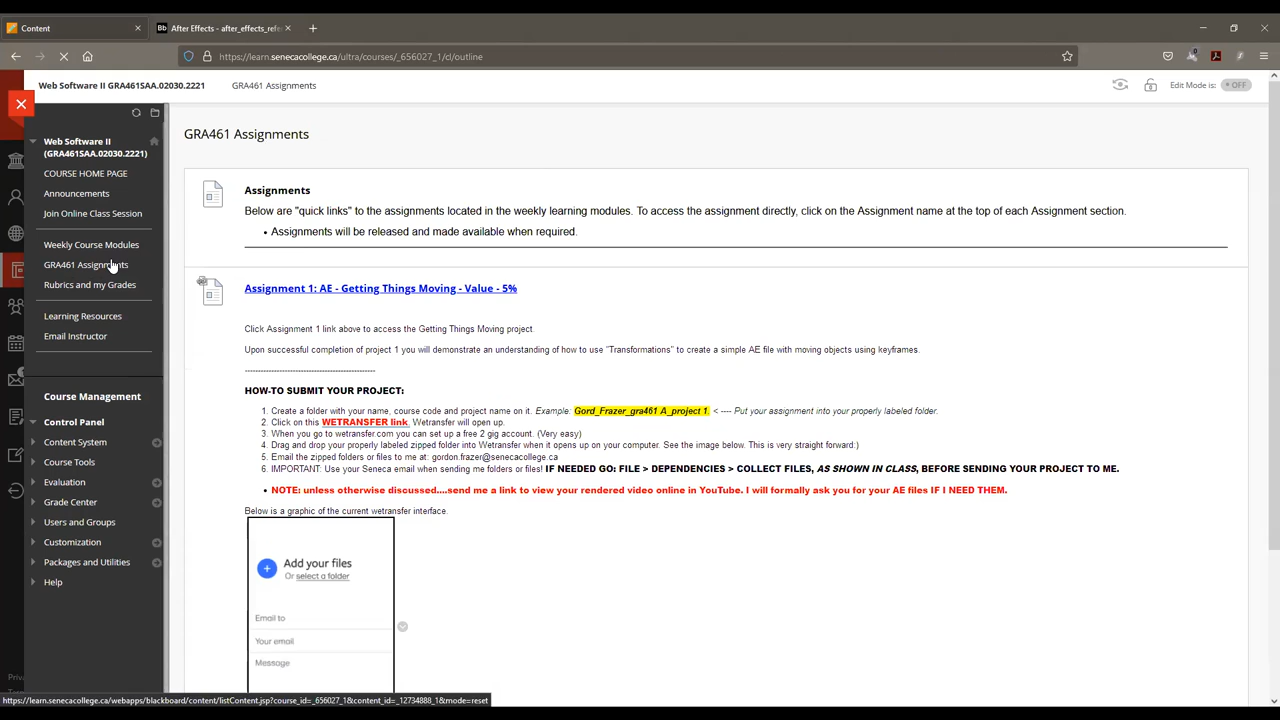 Content
After Effects - after_effects_refe
https://learn.senecacollege.ca/ultra/courses/_656027_1/cl/outline
Web Software II GRA461SAA.02030.2221
GRA461 Assignments
Edit Mode is:
OFF
Web Software II
(GRA461SAA.02030.2221)
COURSE HOME PAGE
Announcements
Join Online Class Session
Weekly Course Modules
GRA461 Assignments
Rubrics and my Grades
Learning Resources
Email Instructor
Course Management
Control Panel
Content System
Course Tools
Evaluation
Grade Center
Users and Groups
Customization
Packages and Utilities
Help
Priva
GRA461 Assignments
Assignments
Below are "quick links" to the assignments located in the weekly learning modules. To access the assignment directly, click on the Assignment name at the top of each Assignment section.
Assignments will be released and made available when required.
Assignment 1: AE - Getting Things Moving - Value - 5%
Click Assignment 1 link above to access the Getting Things Moving project.
Upon successful completion of project 1 you will demonstrate an understanding of how to use "Transformations" to create a simple AE file with moving objects using keyframes.
----------------------------------------
HOW-TO SUBMIT YOUR PROJECT:
1. Create a folder with your name, course code and project name on it. Example: Gord_Frazer_gra461 A_project 1. < ---- Put your assignment into your properly labeled folder.
2. Click on this WETRANSFER link. Wetransfer will open up.
3. When you go to wetransfer.com you can set up a free 2 gig account. (Very easy)
4. Drag and drop your properly labeled zipped folder into Wetransfer when it opens up on your computer. See the image below. This is very straight forward:)
5. Email the zipped folders or files to me at: gordon.frazer@senecacollege.ca
6. IMPORTANT: Use your Seneca email when sending me folders or files! IF NEEDED GO: FILE > DEPENDENCIES > COLLECT FILES, AS SHOWN IN CLASS, BEFORE SENDING YOUR PROJECT TO ME.
NOTE: unless otherwise discussed....send me a link to view your rendered video online in YouTube. I will formally ask you for your AE files IF I NEED THEM.
Below is a graphic of the current wetransfer interface.
Add your files
Or select a folder
Email to
Your email
Message
https://learn.senecacollege.ca/webapps/blackboard/content/listContent.jsp?course_id=_656027_1&content_id=_12734888_1&mode=reset